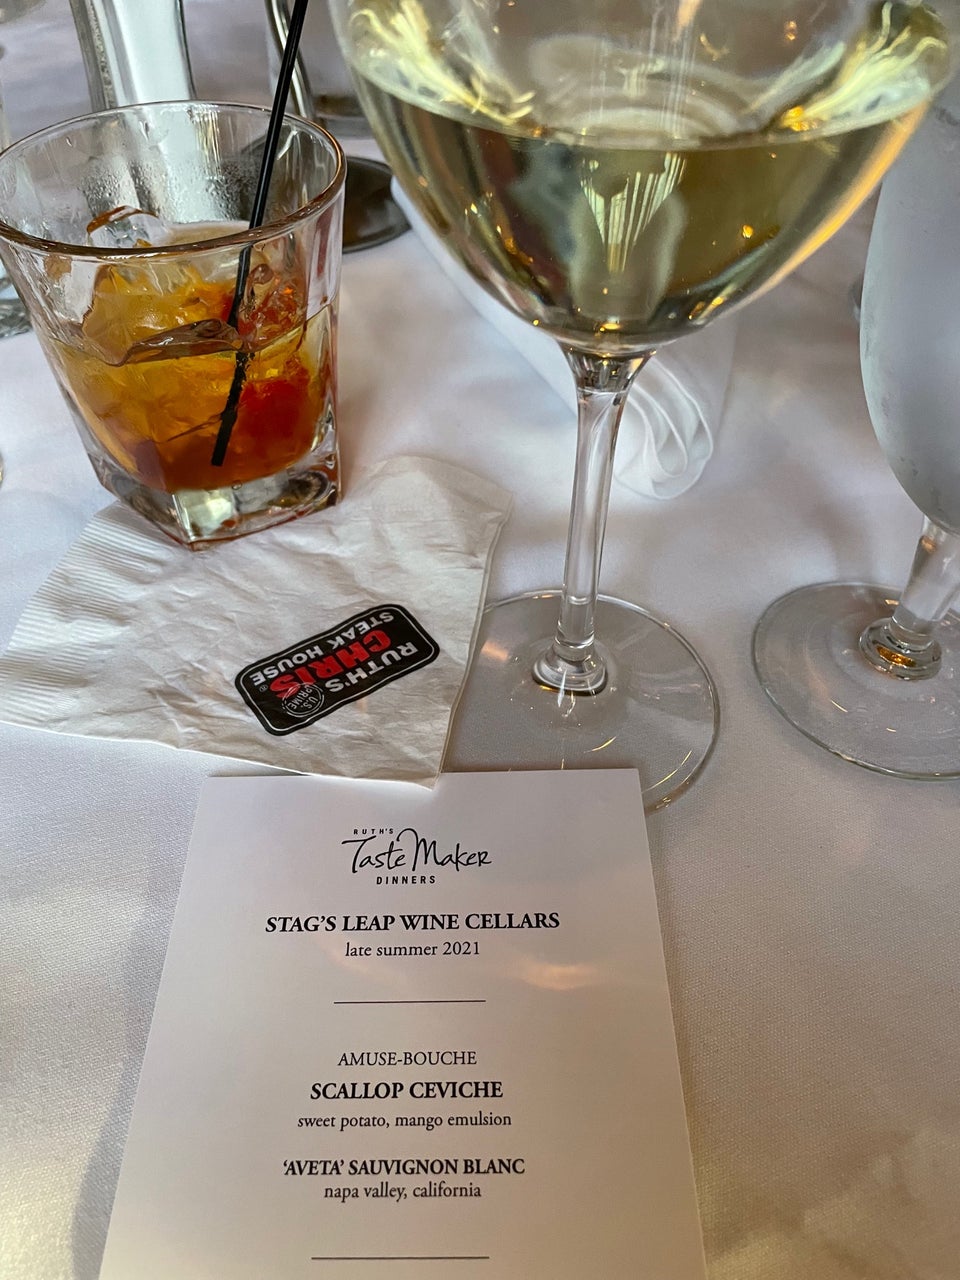 RUTH'S
CHRIS
STEAK HOUSE®
U.S.
PRIME
RUTH'S
Taste Maker
DINNERS
STAG'S LEAP WINE CELLARS
late summer 2021
AMUSE-BOUCHE
SCALLOP CEVICHE
sweet potato, mango emulsion
'AVETA' SAUVIGNON BLANC
napa valley, california